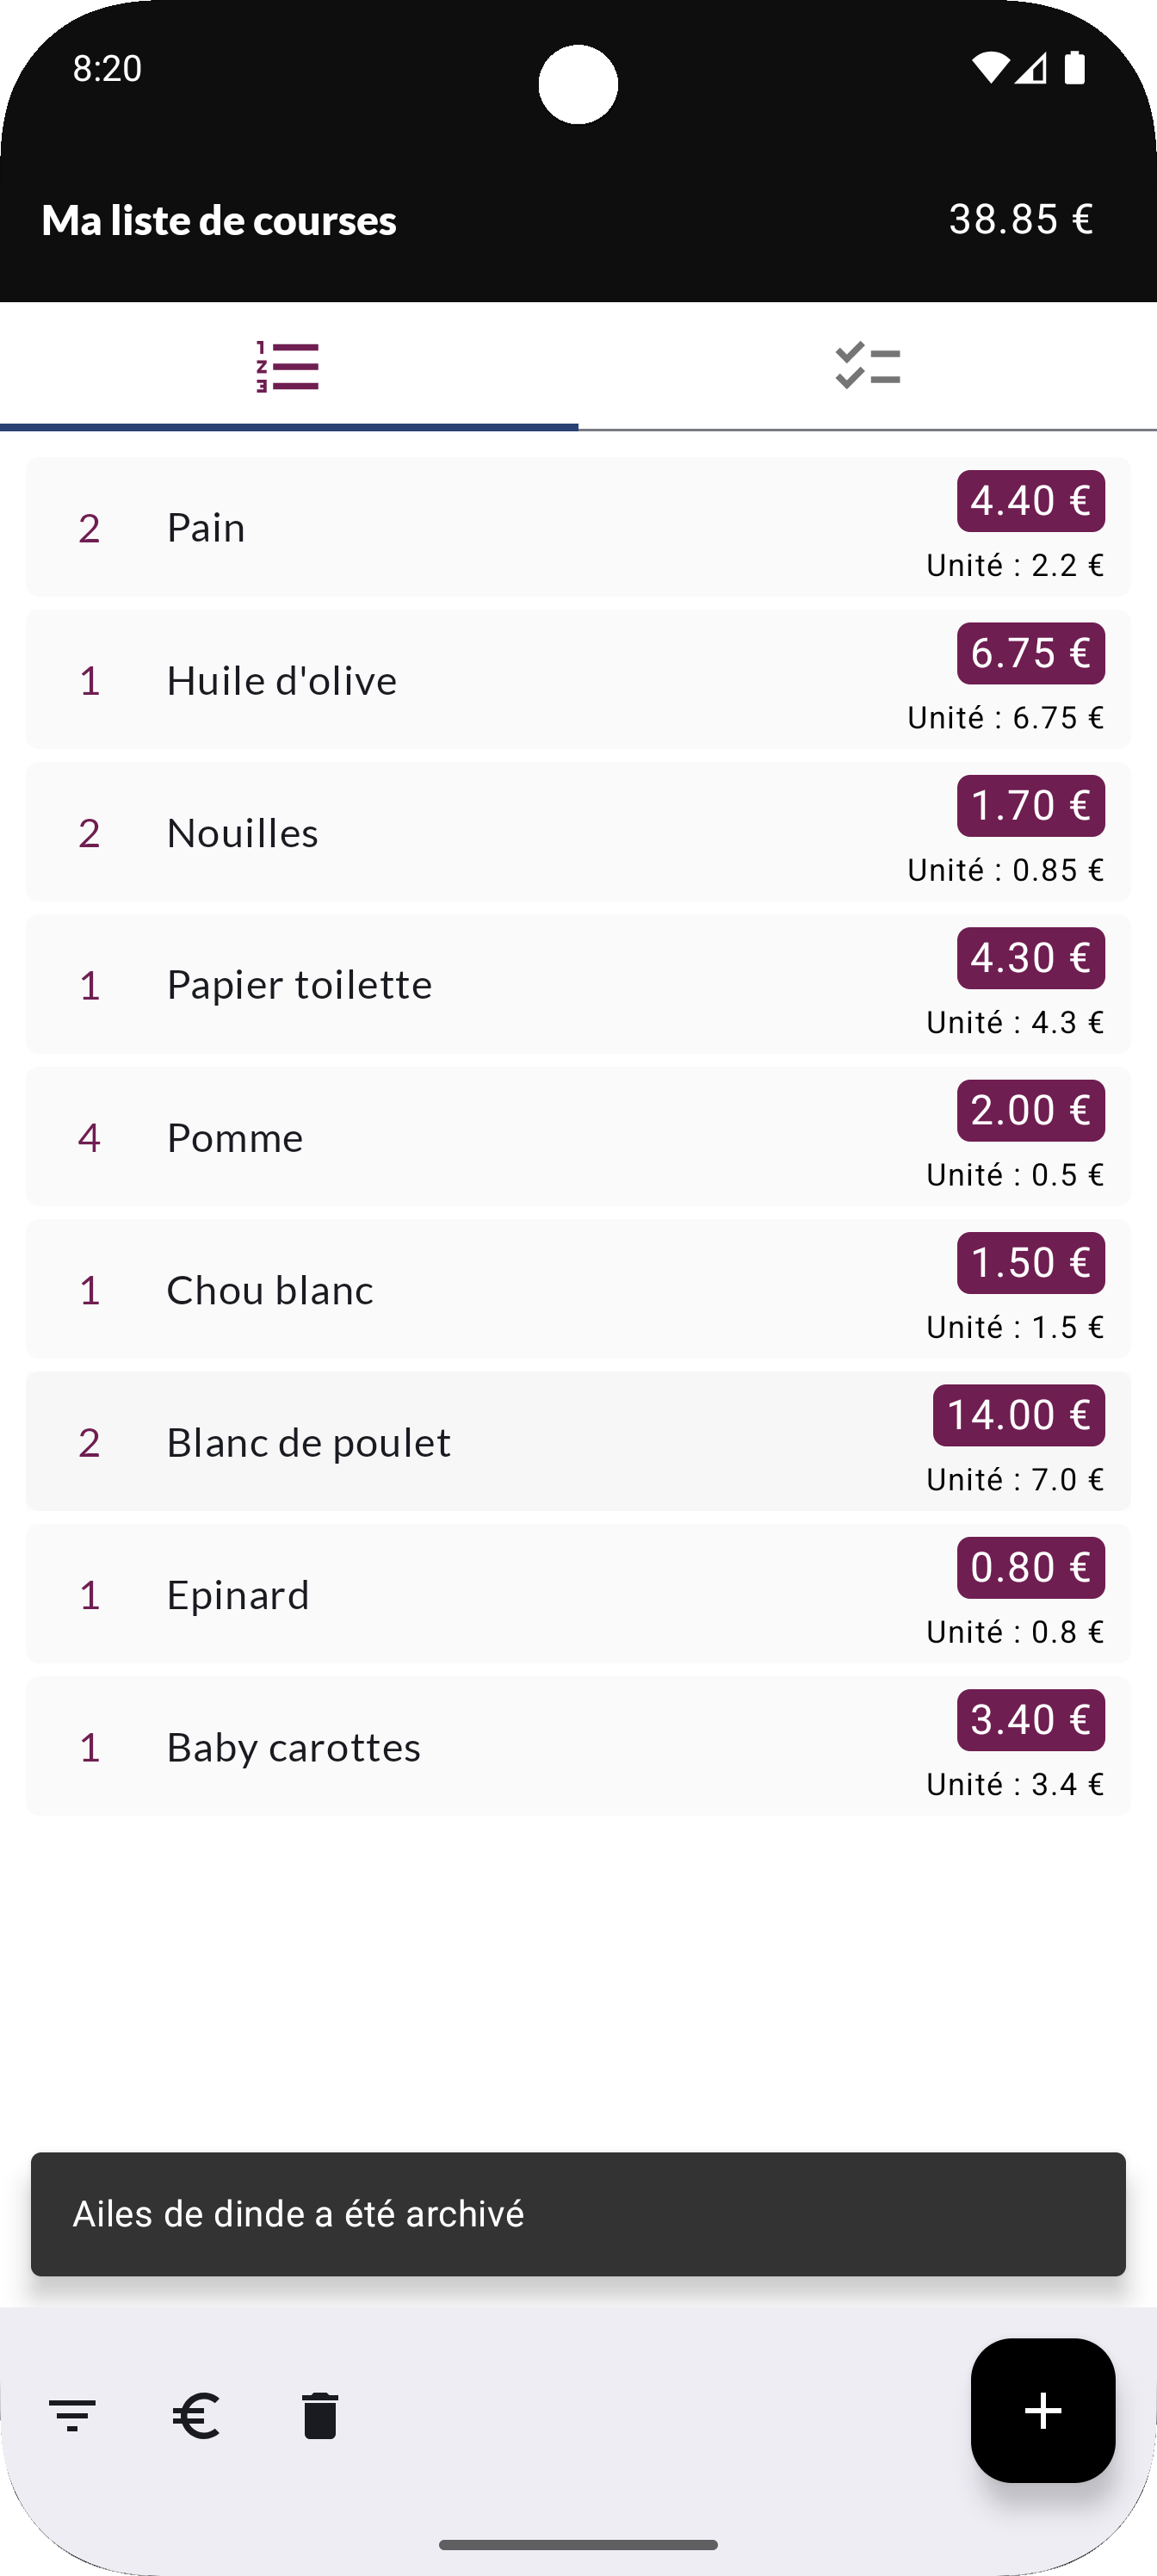 8:20
Ma liste de courses 38.85 €
1
2
3
4.40 €
2 Pain
Unité : 2.2 €
6.75 €
1 Huile d'olive
Unité : 6.75 €
1.70 €
2 Nouilles
Unité : 0.85 €
4.30 €
1 Papier toilette
Unité : 4.3 €
2.00 €
4 Pomme
Unité : 0.5 €
1.50 €
1 Chou blanc
Unité : 1.5 €
14.00 €
2 Blanc de poulet
Unité : 7.0 €
0.80 €
1 Epinard
Unité : 0.8 €
3.40 €
1 Baby carottes
Unité : 3.4 €
Ailes de dinde a été archivé
€ +